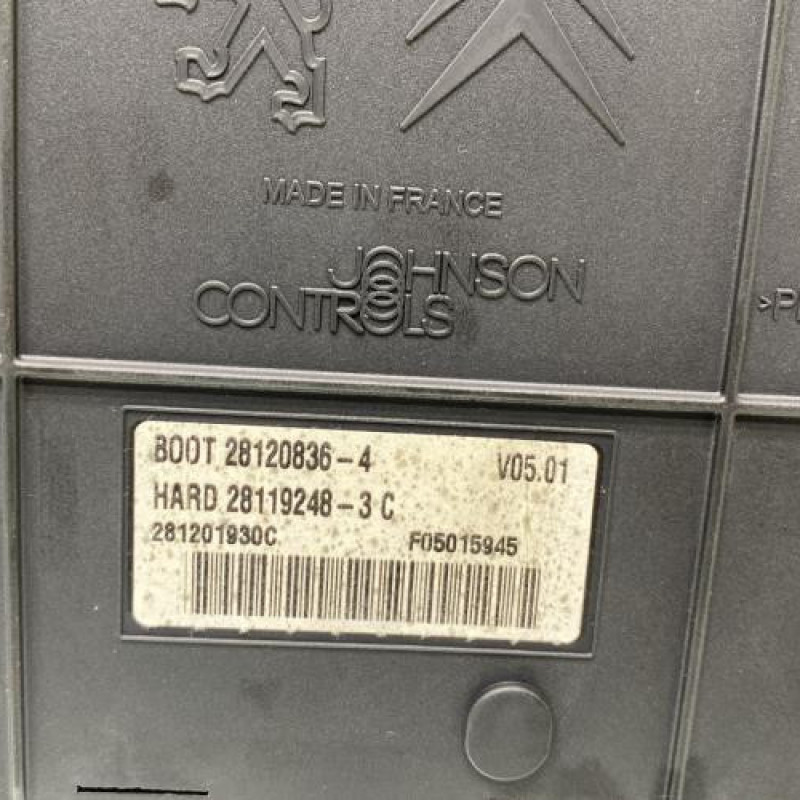 MADE IN FRANCE
JOHNSON
CONTROLS
BOOT 28120836-4 V05.01
HARD 28119248-3 C
281201930C F05015945